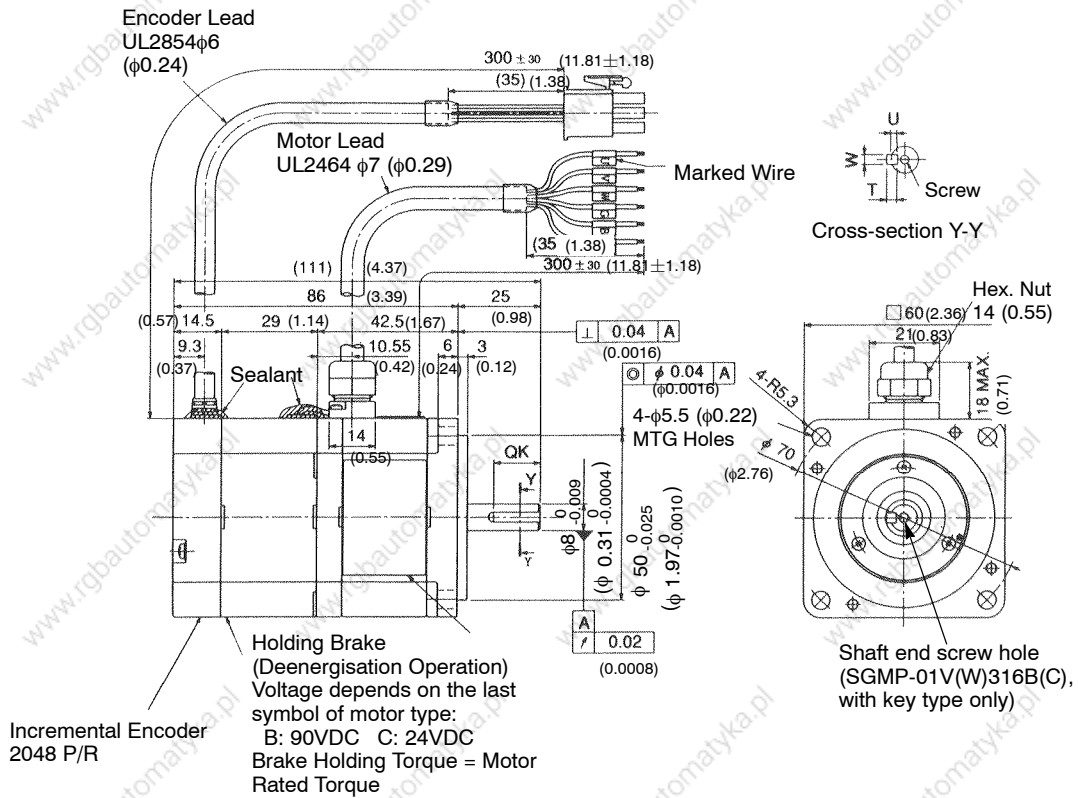 Encoder Lead
UL2854φ6
(φ0.24)
300 ± 30 (11.81±1.18)
(35) (1.38)
Motor Lead
UL2464 φ7 (φ0.29)
U
V
W
G
B
Marked Wire
(35 (1.38)
300 ± 30 (11.81±1.18)
U
W
T
Screw
Cross-section Y-Y
(111) (4.37)
86 (3.39)
25
(0.98)
(0.57) 14.5
29 (1.14)
42.5 (1.67)
9.3
(0.37)
10.55
(0.42)
6
(0.24)
3
(0.12)
Sealant
14
(0.55)
⊥ 0.04 A
(0.0016)
◎ φ 0.04 A
(φ0.0016)
4-φ5.5 (φ0.22)
MTG Holes
QK
Y
Y
φ8 0 -0.009
(φ 0.31 0 -0.0004)
φ 50 0 -0.025
(φ 1.97 0 -0.0010)
A
↗ 0.02
(0.0008)
Hex. Nut
□ 60(2.36) 14 (0.55)
21(0.83)
18 MAX.
(0.71)
4-R5.3
φ 70
(φ2.76)
Shaft end screw hole
(SGMP-01V(W)316B(C),
with key type only)
Holding Brake
(Deenergisation Operation)
Voltage depends on the last
symbol of motor type:
B: 90VDC C: 24VDC
Brake Holding Torque = Motor
Rated Torque
Incremental Encoder
2048 P/R
www.rgbautomatyka.pl